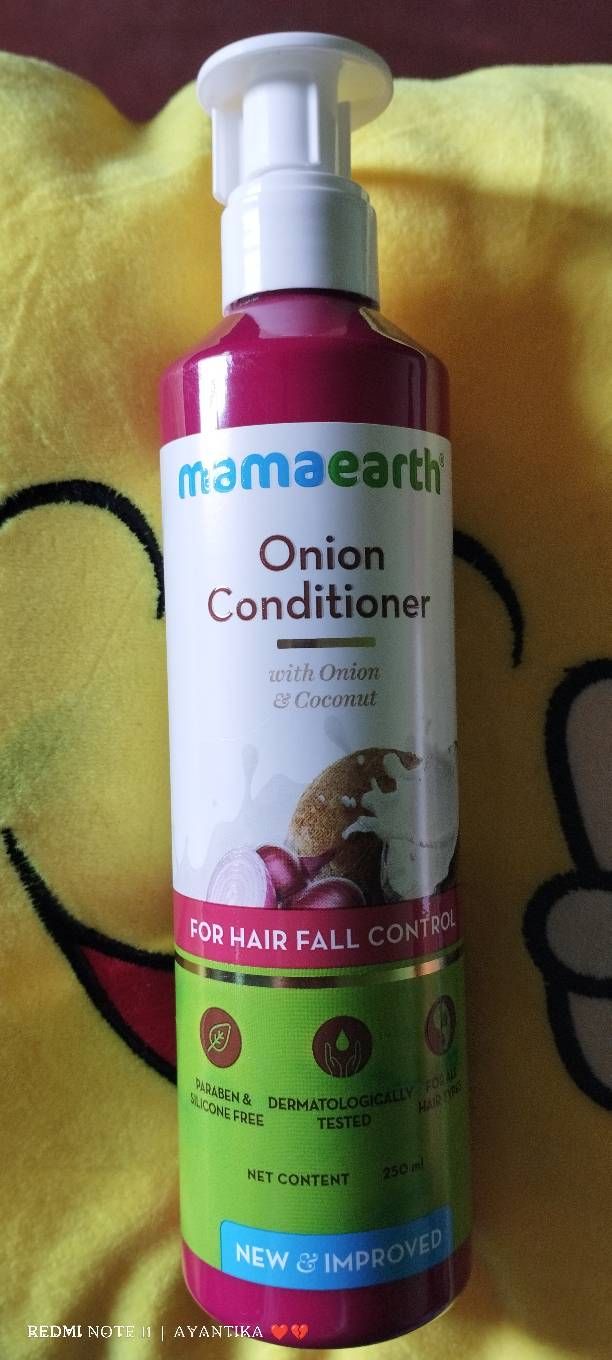 mamaearth®
Onion
Conditioner
with Onion
& Coconut
FOR HAIR FALL CONTROL
PARABEN &
SILICONE FREE
DERMATOLOGICALLY
TESTED
FOR ALL
HAIR TYPES
NET CONTENT 250 ml
NEW & IMPROVED
REDMI NOTE 11 | AYANTIKA ❤️💔